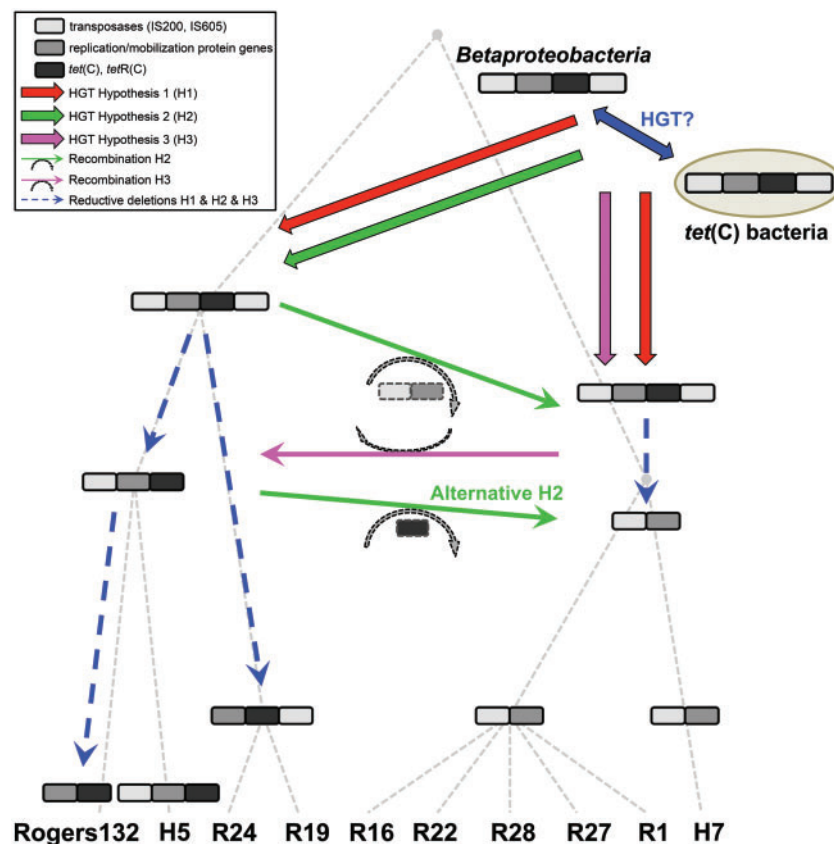 transposases (IS200, IS605)
replication/mobilization protein genes
tet(C), tetR(C)
HGT Hypothesis 1 (H1)
HGT Hypothesis 2 (H2)
HGT Hypothesis 3 (H3)
Recombination H2
Recombination H3
Reductive deletions H1 & H2 & H3
Betaproteobacteria
HGT?
tet(C) bacteria
Alternative H2
Rogers132 H5 R24 R19 R16 R22 R28 R27 R1 H7